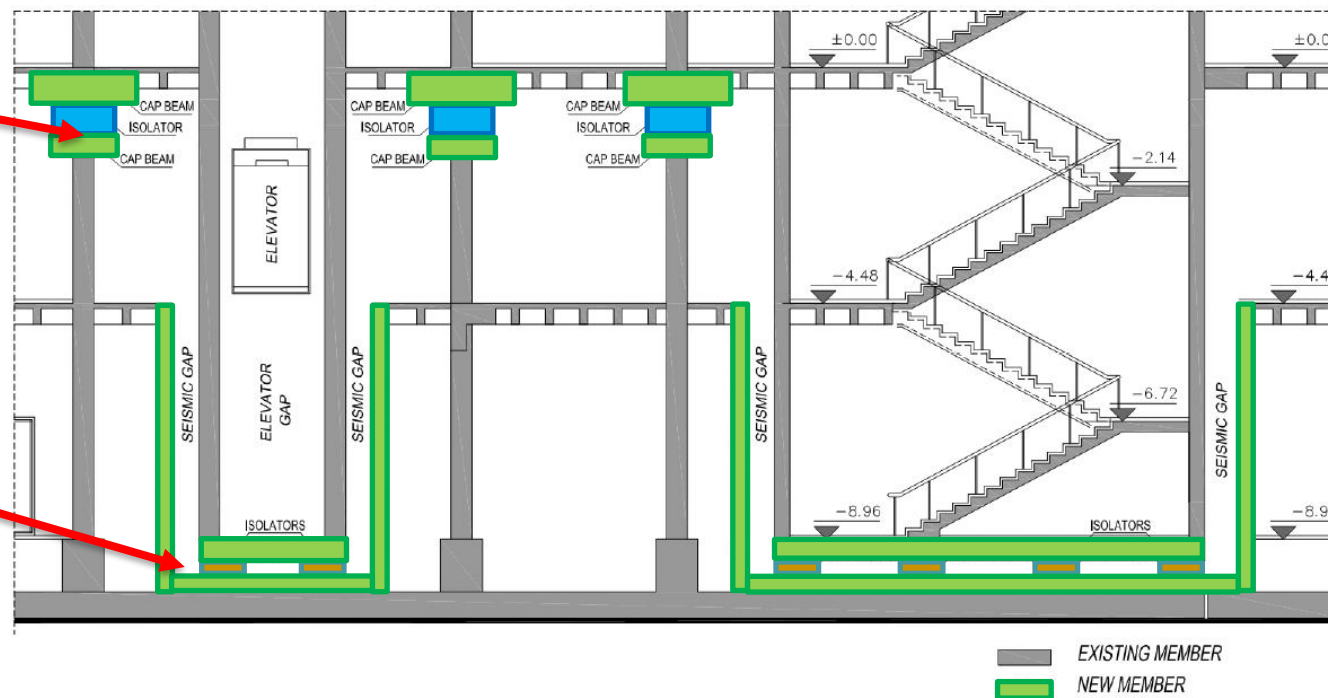 ±0.00
±0.0
CAP BEAM
ISOLATOR
CAP BEAM
CAP BEAM
ISOLATOR
CAP BEAM
CAP BEAM
ISOLATOR
CAP BEAM
-2.14
ELEVATOR
-4.48
-4.4
SEISMIC GAP
ELEVATOR
GAP
SEISMIC GAP
SEISMIC GAP
-6.72
SEISMIC GAP
ISOLATORS
-8.96
ISOLATORS
-8.9
EXISTING MEMBER
NEW MEMBER